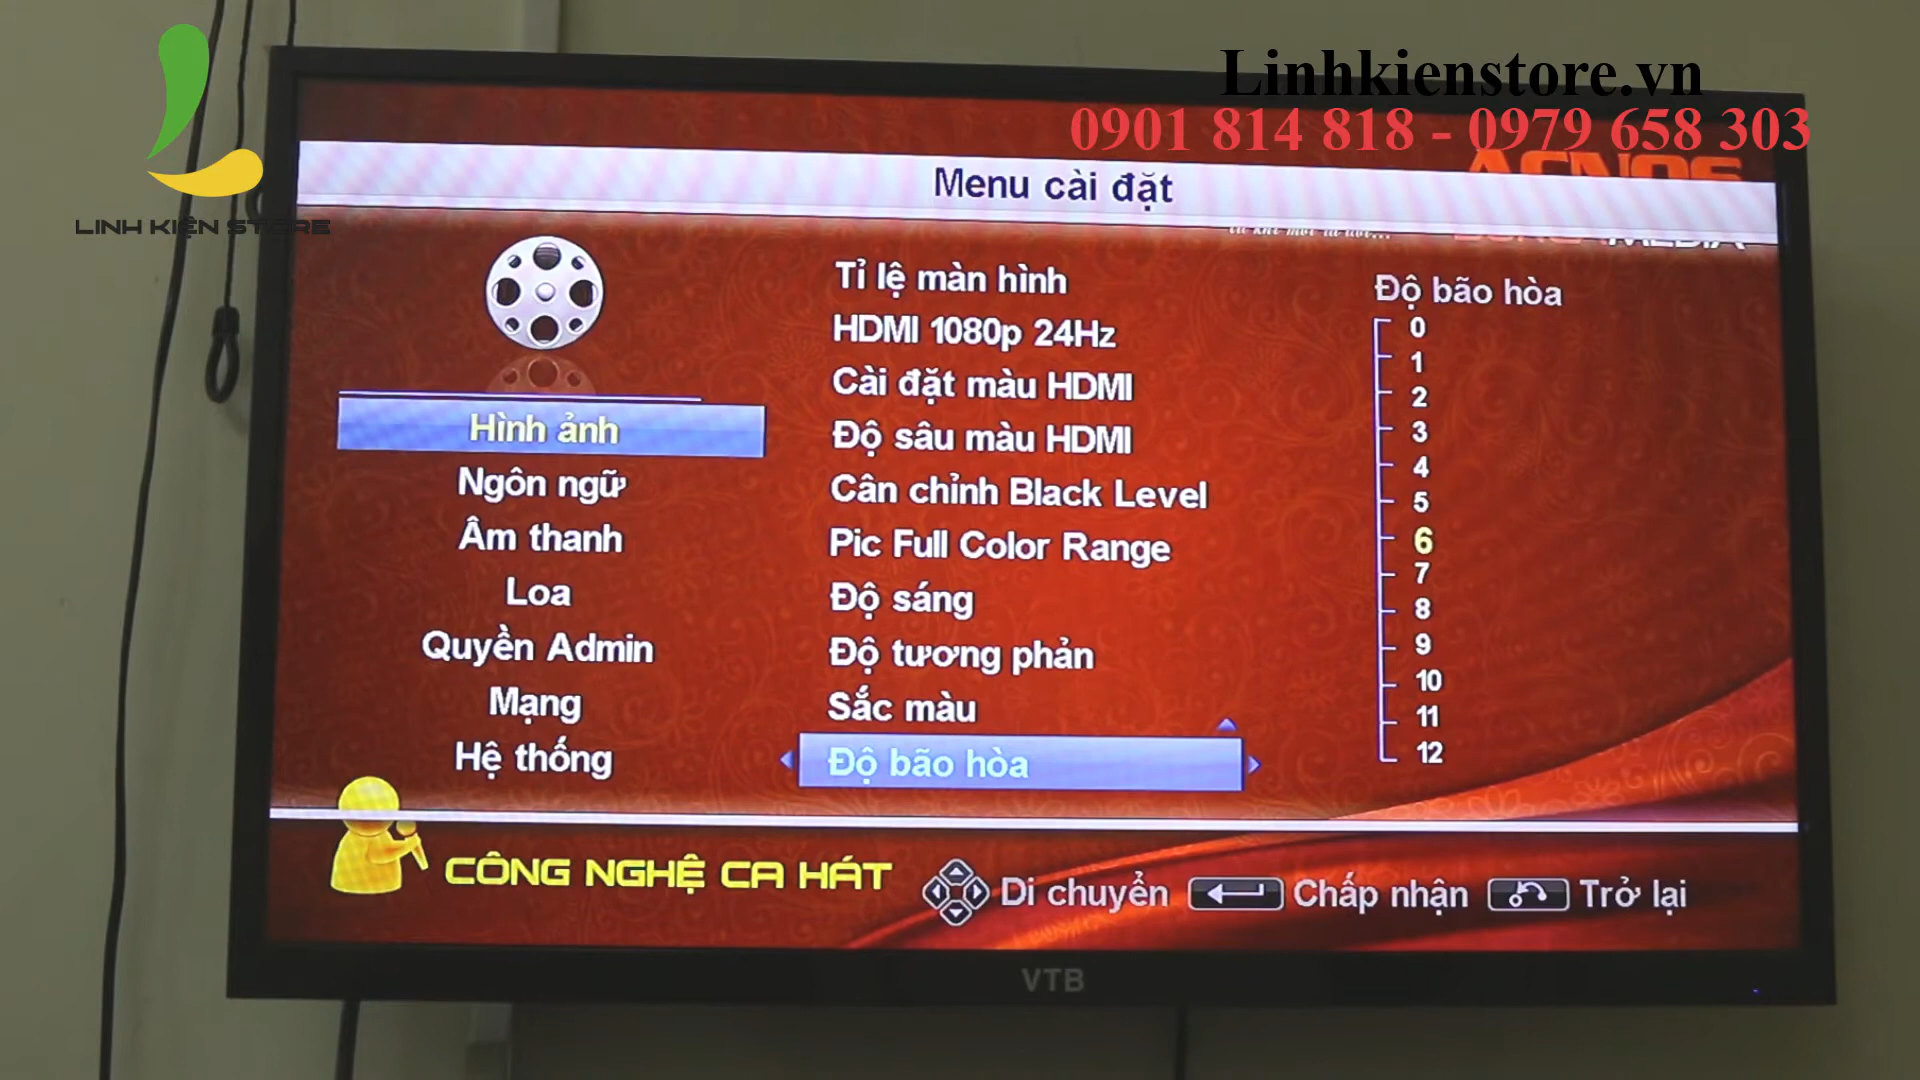 Linhkienstore.vn
0901 814 818 - 0979 658 303
LINH KIỆN STORE
Menu cài đặt
Hình ảnh
Ngôn ngữ
Âm thanh
Loa
Quyền Admin
Mạng
Hệ thống
Tỉ lệ màn hình
HDMI 1080p 24Hz
Cài đặt màu HDMI
Độ sâu màu HDMI
Cân chỉnh Black Level
Pic Full Color Range
Độ sáng
Độ tương phản
Sắc màu
Độ bão hòa
Độ bão hòa
0
1
2
3
4
5
6
7
8
9
10
11
12
CÔNG NGHỆ CA HÁT
Di chuyển
Chấp nhận
Trở lại
VTB